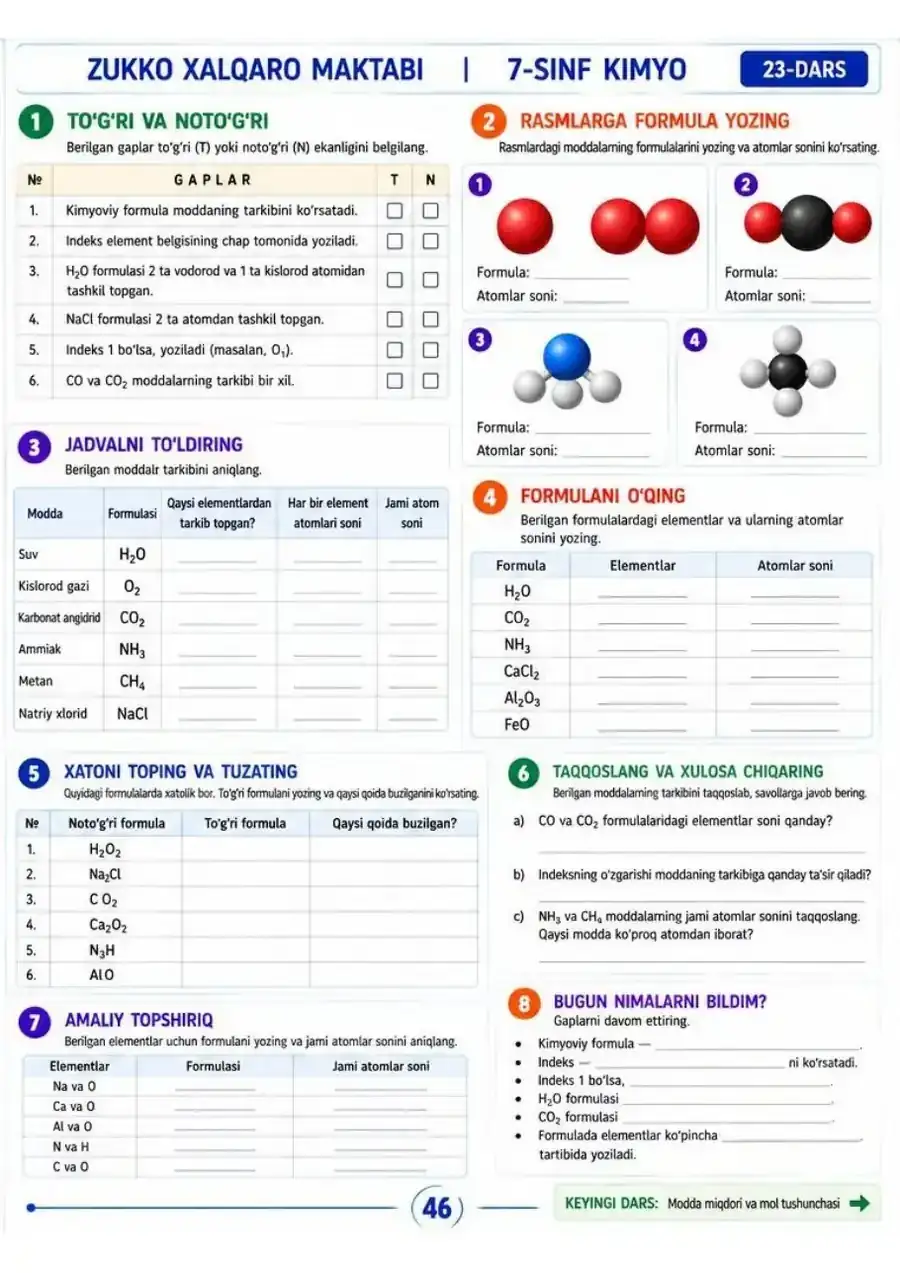 ZUKKO XALQARO MAKTABI | 7-SINF KIMYO 23-DARS
1 TO'G'RI VA NOTO'G'RI
Berilgan gaplar to'g'ri (T) yoki noto'g'ri (N) ekanligini belgilang.
№ GAPLAR T N
1. Kimyoviy formula moddaning tarkibini ko'rsatadi.
2. Indeks element belgisining chap tomonida yoziladi.
3. H₂O formulasi 2 ta vodorod va 1 ta kislorod atomidan
tashkil topgan.
4. NaCl formulasi 2 ta atomdan tashkil topgan.
5. Indeks 1 bo'lsa, yoziladi (masalan, O₁).
6. CO va CO₂ moddalarning tarkibi bir xil.
2 RASMLARGA FORMULA YOZING
Rasmlardagi moddalarning formulalarini yozing va atomlar sonini ko'rsating.
1
Formula: ____________
Atomlar soni: ________
2
Formula: ____________
Atomlar soni: ________
3
Formula: ____________
Atomlar soni: ________
4
Formula: ____________
Atomlar soni: ________
3 JADVALNI TO'LDIRING
Berilgan moddalr tarkibini aniqlang.
Modda Formulasi Qaysi elementlardan tarkib topgan? Har bir element atomlari soni Jami atom soni
Suv H₂O
Kislorod gazi O₂
Karbonat angidrid CO₂
Ammiak NH₃
Metan CH₄
Natriy xlorid NaCl
4 FORMULANI O'QING
Berilgan formulalardagi elementlar va ularning atomlar
sonini yozing.
Formula Elementlar Atomlar soni
H₂O
CO₂
NH₃
CaCl₂
Al₂O₃
FeO
5 XATONI TOPING VA TUZATING
Quyidagi formulalarda xatolik bor. To'g'ri formulani yozing va qaysi qoida buzilganini ko'rsating.
№ Noto'g'ri formula To'g'ri formula Qaysi qoida buzilgan?
1. H₂O₂
2. Na₂Cl
3. C O₂
4. Ca₂O₂
5. N₃H
6. Al O
6 TAQQOSLANG VA XULOSA CHIQARING
Berilgan moddalarning tarkibini taqqoslab, savollarga javob bering.
a) CO va CO₂ formulalaridagi elementlar soni qanday?
b) Indeksning o'zgarishi moddaning tarkibiga qanday ta'sir qiladi?
c) NH₃ va CH₄ moddalarning jami atomlar sonini taqqoslang.
Qaysi modda ko'proq atomdan iborat?
7 AMALIY TOPSHIRIQ
Berilgan elementlar uchun formulani yozing va jami atomlar sonini aniqlang.
Elementlar Formulasi Jami atomlar soni
Na va O
Ca va O
Al va O
N va H
C va O
8 BUGUN NIMALARNI BILDIM?
Gaplarni davom ettiring.
• Kimyoviy formula — ____________.
• Indeks — ____________ ni ko'rsatadi.
• Indeks 1 bo'lsa, ____________.
• H₂O formulasi ____________.
• CO₂ formulasi ____________.
• Formulada elementlar ko'pincha ____________.
tartibida yoziladi.
46
KEYINGI DARS: Modda miqdori va mol tushunchasi